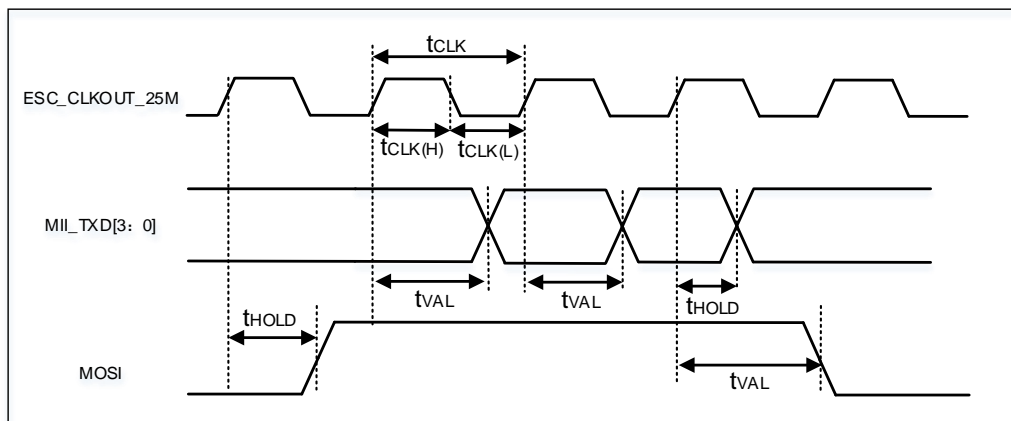 tCLK
ESC_CLKOUT_25M
tCLK(H) tCLK(L)
MII_TXD[3：0]
tVAL tVAL tHOLD
tHOLD
MOSI
tVAL